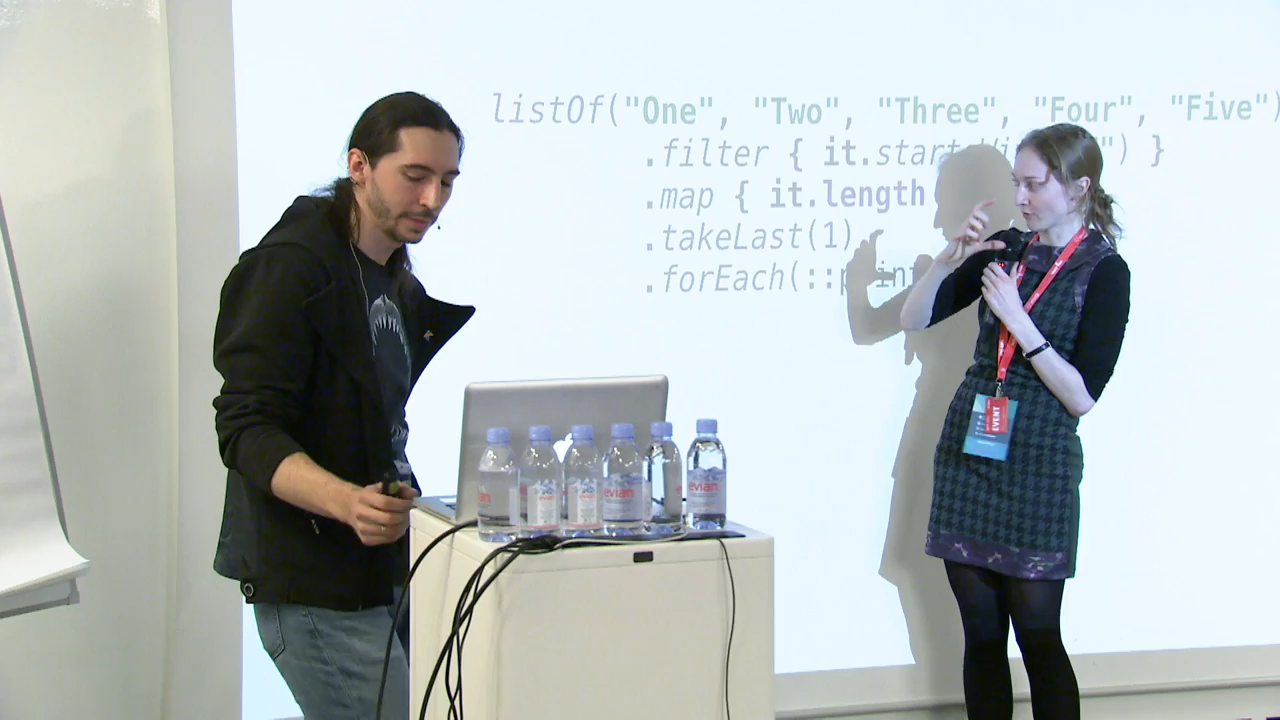 listOf("One", "Two", "Three", "Four", "Five")
.filter { it.start ") }
.map { it.length
.takeLast(1)
.forEach(::p
evian
evian
evian
evian
EVENT